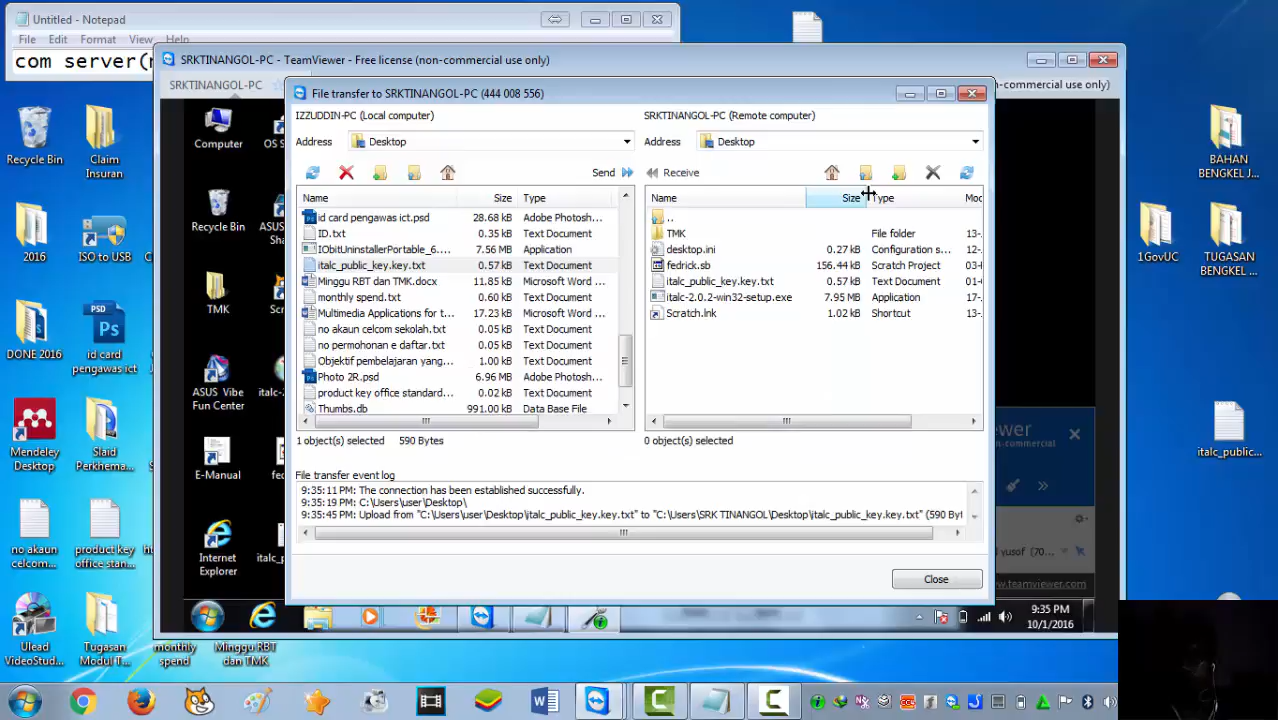 Untitled - Notepad
File Edit Format View Help
com server(
SRKTINANGOL-PC - TeamViewer - Free license (non-commercial use only)
SRKTINANGOL-PC
n-commercial use only)
File transfer to SRKTINANGOL-PC (444 008 556)
IZZUDDIN-PC (Local computer)
SRKTINANGOL-PC (Remote computer)
Address Desktop
Address Desktop
Send
Receive
Name Size Type
Name Size Type Moc
id card pengawas ict.psd 28.68 kB Adobe Photosh...
ID.txt 0.35 kB Text Document
IObitUninstallerPortable_6.... 7.56 MB Application
italc_public_key.key.txt 0.57 kB Text Document
Minggu RBT dan TMK.docx 11.85 kB Microsoft Word ...
monthly spend.txt 0.60 kB Text Document
Multimedia Applications for t... 17.23 kB Microsoft Word ...
no akaun celcom sekolah.txt 0.05 kB Text Document
no permohonan e daftar.txt 0.05 kB Text Document
Objektif pembelajaran yang... 1.00 kB Text Document
Photo 2R.psd 6.96 MB Adobe Photosh...
product key office standard... 0.02 kB Text Document
Thumbs.db 991.00 kB Data Base File
..
TMK File folder 13-
desktop.ini 0.27 kB Configuration s... 12-
fedrick.sb 156.44 kB Scratch Project 03-
italc_public_key.key.txt 0.57 kB Text Document 01-
italc-2.0.2-win32-setup.exe 7.95 MB Application 17-
Scratch.lnk 1.02 kB Shortcut 13-
1 object(s) selected 590 Bytes
0 object(s) selected
File transfer event log
9:35:11 PM: The connection has been established successfully.
9:35:19 PM: C:\Users\user\Desktop\
9:35:45 PM: Upload from "C:\Users\user\Desktop\italc_public_key.key.txt" to "C:\Users\SRK TINANGOL\Desktop\italc_public_key.key.txt" (590 Byt
Close
Recycle Bin
Claim Insuran
2016
ISO to USB
DONE 2016
id card pengawas ict
Mendeley Desktop
Slaid Perkhema...
no akaun celcom...
product key office stan...
Ulead VideoStud...
Tugasan Modul T...
monthly spend
Minggu RBT dan TMK
Computer
Recycle Bin
TMK
ASUS Vibe Fun Center
E-Manual
Internet Explorer
BAHAN BENGKEL J...
1GovUC
TUGASAN BENGKEL ...
italc_public...
ewer
commercial
yusof (70...
www.teamviewer.com
9:35 PM
10/1/2016